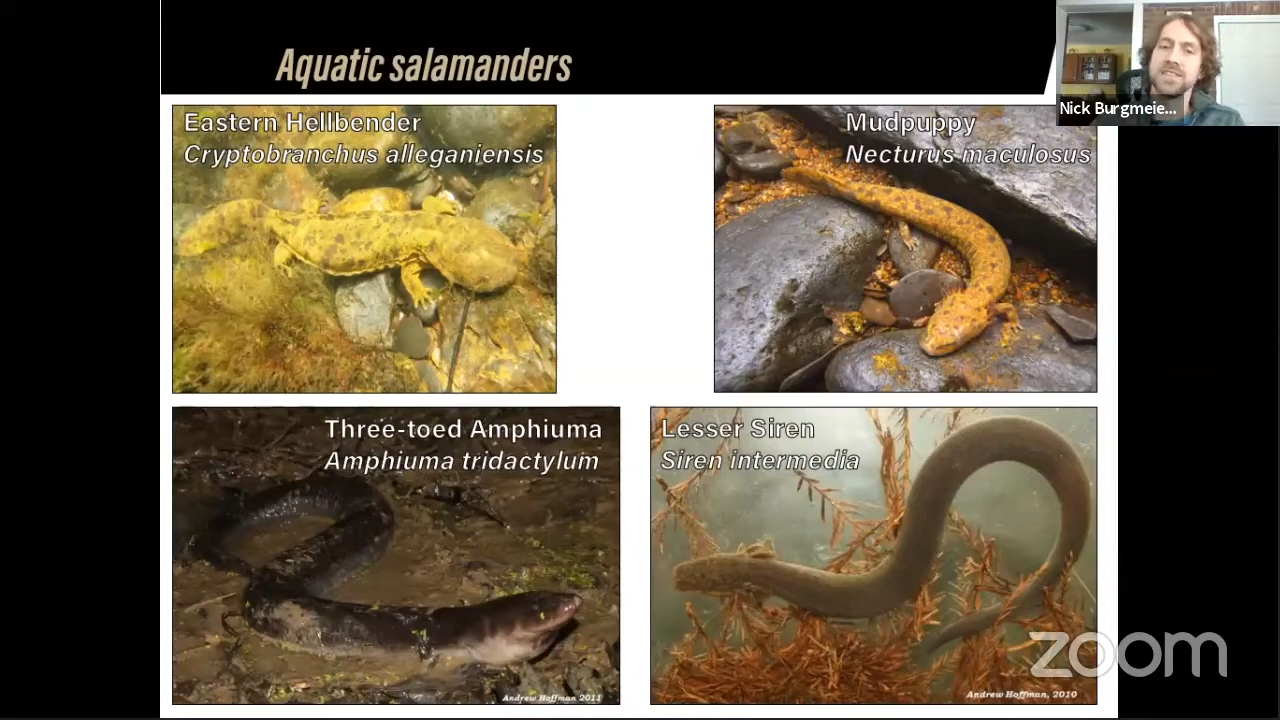 Aquatic salamanders
Nick Burgmeie...
Eastern Hellbender
Cryptobranchus alleganiensis
Mudpuppy
Necturus maculosus
Three-toed Amphiuma
Amphiuma tridactylum
Andrew Hoffman 2011
Lesser Siren
Siren intermedia
Andrew Hoffman, 2010
zoom